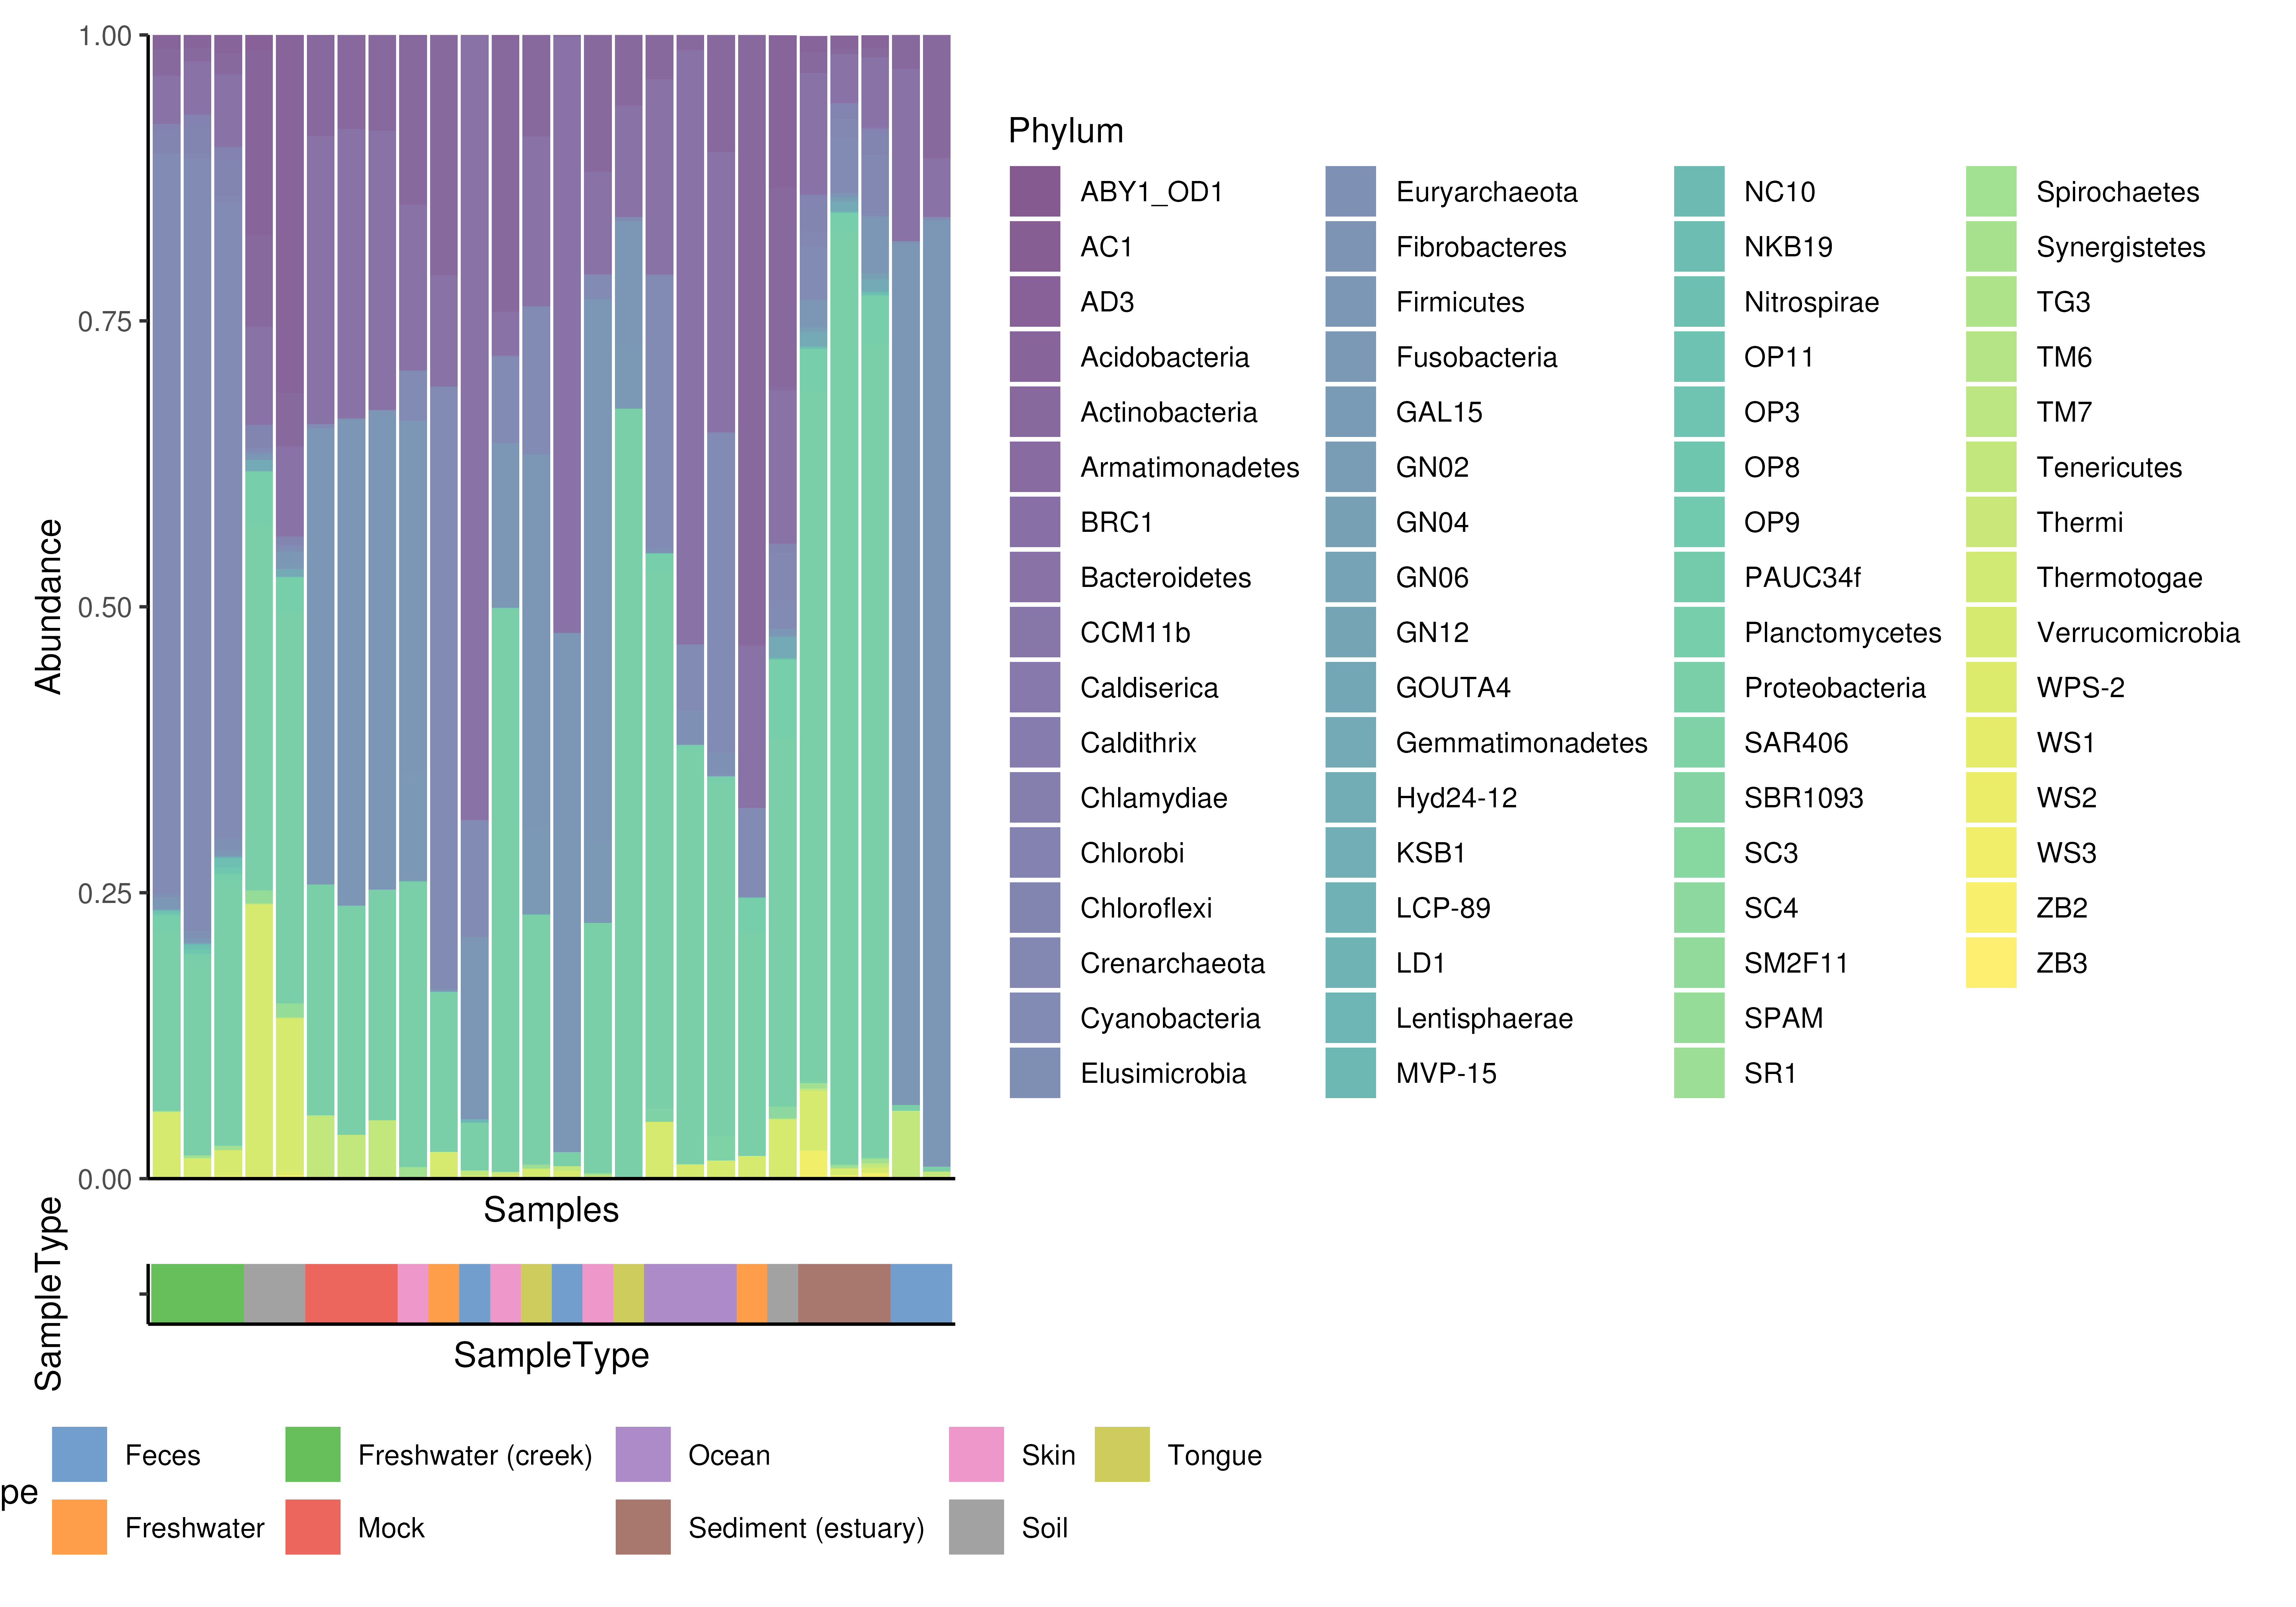 1.00
0.75
0.50
0.25
0.00
Abundance
Samples
Phylum
ABY1_OD1
AC1
AD3
Acidobacteria
Actinobacteria
Armatimonadetes
BRC1
Bacteroidetes
CCM11b
Caldiserica
Caldithrix
Chlamydiae
Chlorobi
Chloroflexi
Crenarchaeota
Cyanobacteria
Elusimicrobia
Euryarchaeota
Fibrobacteres
Firmicutes
Fusobacteria
GAL15
GN02
GN04
GN06
GN12
GOUTA4
Gemmatimonadetes
Hyd24-12
KSB1
LCP-89
LD1
Lentisphaerae
MVP-15
NC10
NKB19
Nitrospirae
OP11
OP3
OP8
OP9
PAUC34f
Planctomycetes
Proteobacteria
SAR406
SBR1093
SC3
SC4
SM2F11
SPAM
SR1
Spirochaetes
Synergistetes
TG3
TM6
TM7
Tenericutes
Thermi
Thermotogae
Verrucomicrobia
WPS-2
WS1
WS2
WS3
ZB2
ZB3
SampleType
SampleType
pe
Feces
Freshwater
Freshwater (creek)
Mock
Ocean
Sediment (estuary)
Skin
Soil
Tongue